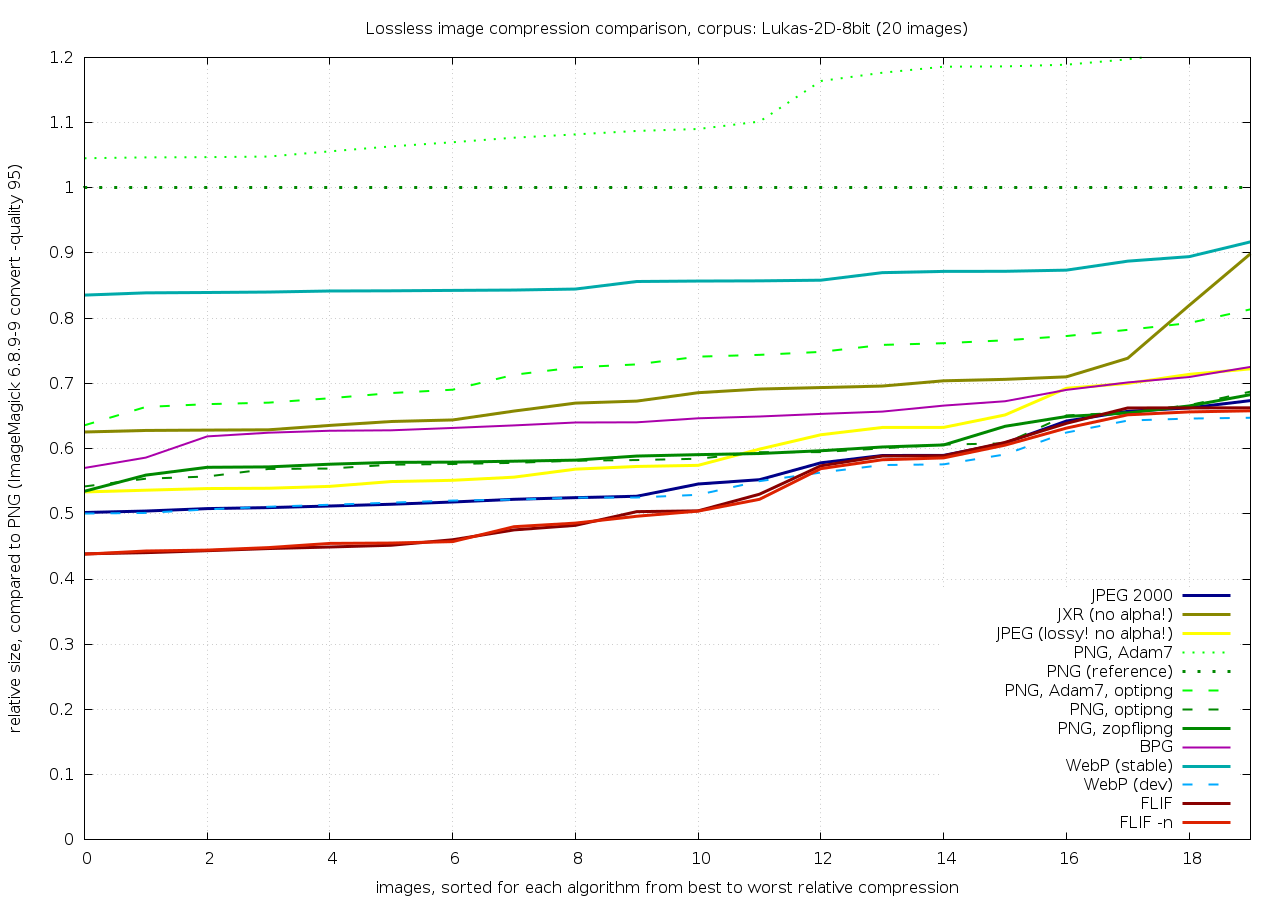 Lossless image compression comparison, corpus: Lukas-2D-8bit (20 images)
relative size, compared to PNG (ImageMagick 6.8.9-9 convert -quality 95)
1.2
1.1
1
0.9
0.8
0.7
0.6
0.5
0.4
0.3
0.2
0.1
0
JPEG 2000
JXR (no alpha!)
JPEG (lossy! no alpha!)
PNG, Adam7
PNG (reference)
PNG, Adam7, optipng
PNG, optipng
PNG, zopflipng
BPG
WebP (stable)
WebP (dev)
FLIF
FLIF -n
0 2 4 6 8 10 12 14 16 18
images, sorted for each algorithm from best to worst relative compression